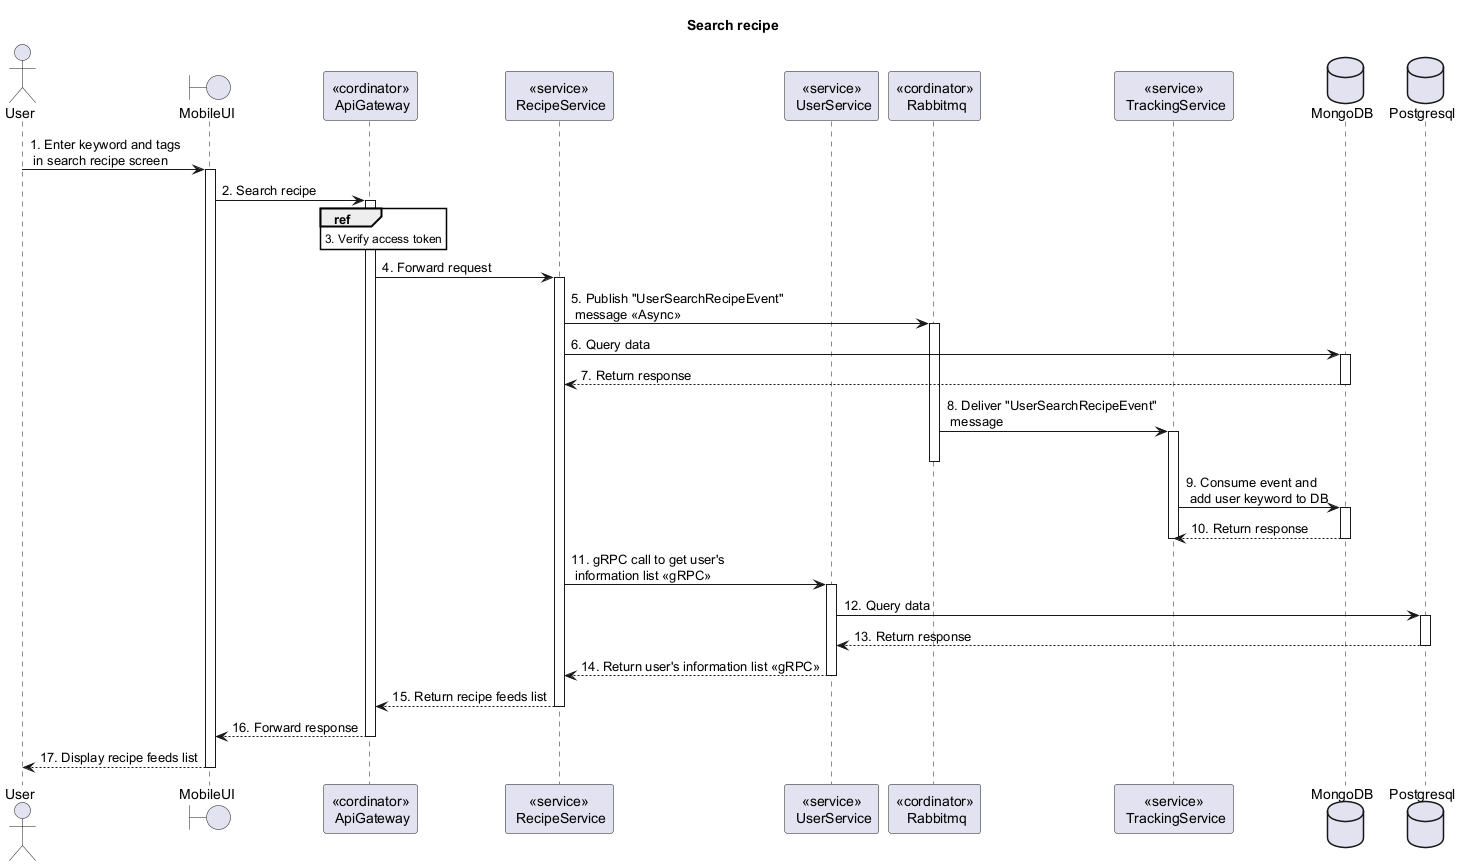 Search recipe
User
MobileUI
«cordinator»
ApiGateway
«service»
RecipeService
«service»
UserService
«cordinator»
Rabbitmq
«service»
TrackingService
MongoDB
Postgresql
1. Enter keyword and tags
in search recipe screen
2. Search recipe
ref
3. Verify access token
4. Forward request
5. Publish "UserSearchRecipeEvent"
message «Async»
6. Query data
7. Return response
8. Deliver "UserSearchRecipeEvent"
message
9. Consume event and
add user keyword to DB
10. Return response
11. gRPC call to get user's
information list «gRPC»
12. Query data
13. Return response
14. Return user's information list «gRPC»
15. Return recipe feeds list
16. Forward response
17. Display recipe feeds list
User
MobileUI
«cordinator»
ApiGateway
«service»
RecipeService
«service»
UserService
«cordinator»
Rabbitmq
«service»
TrackingService
MongoDB
Postgresql